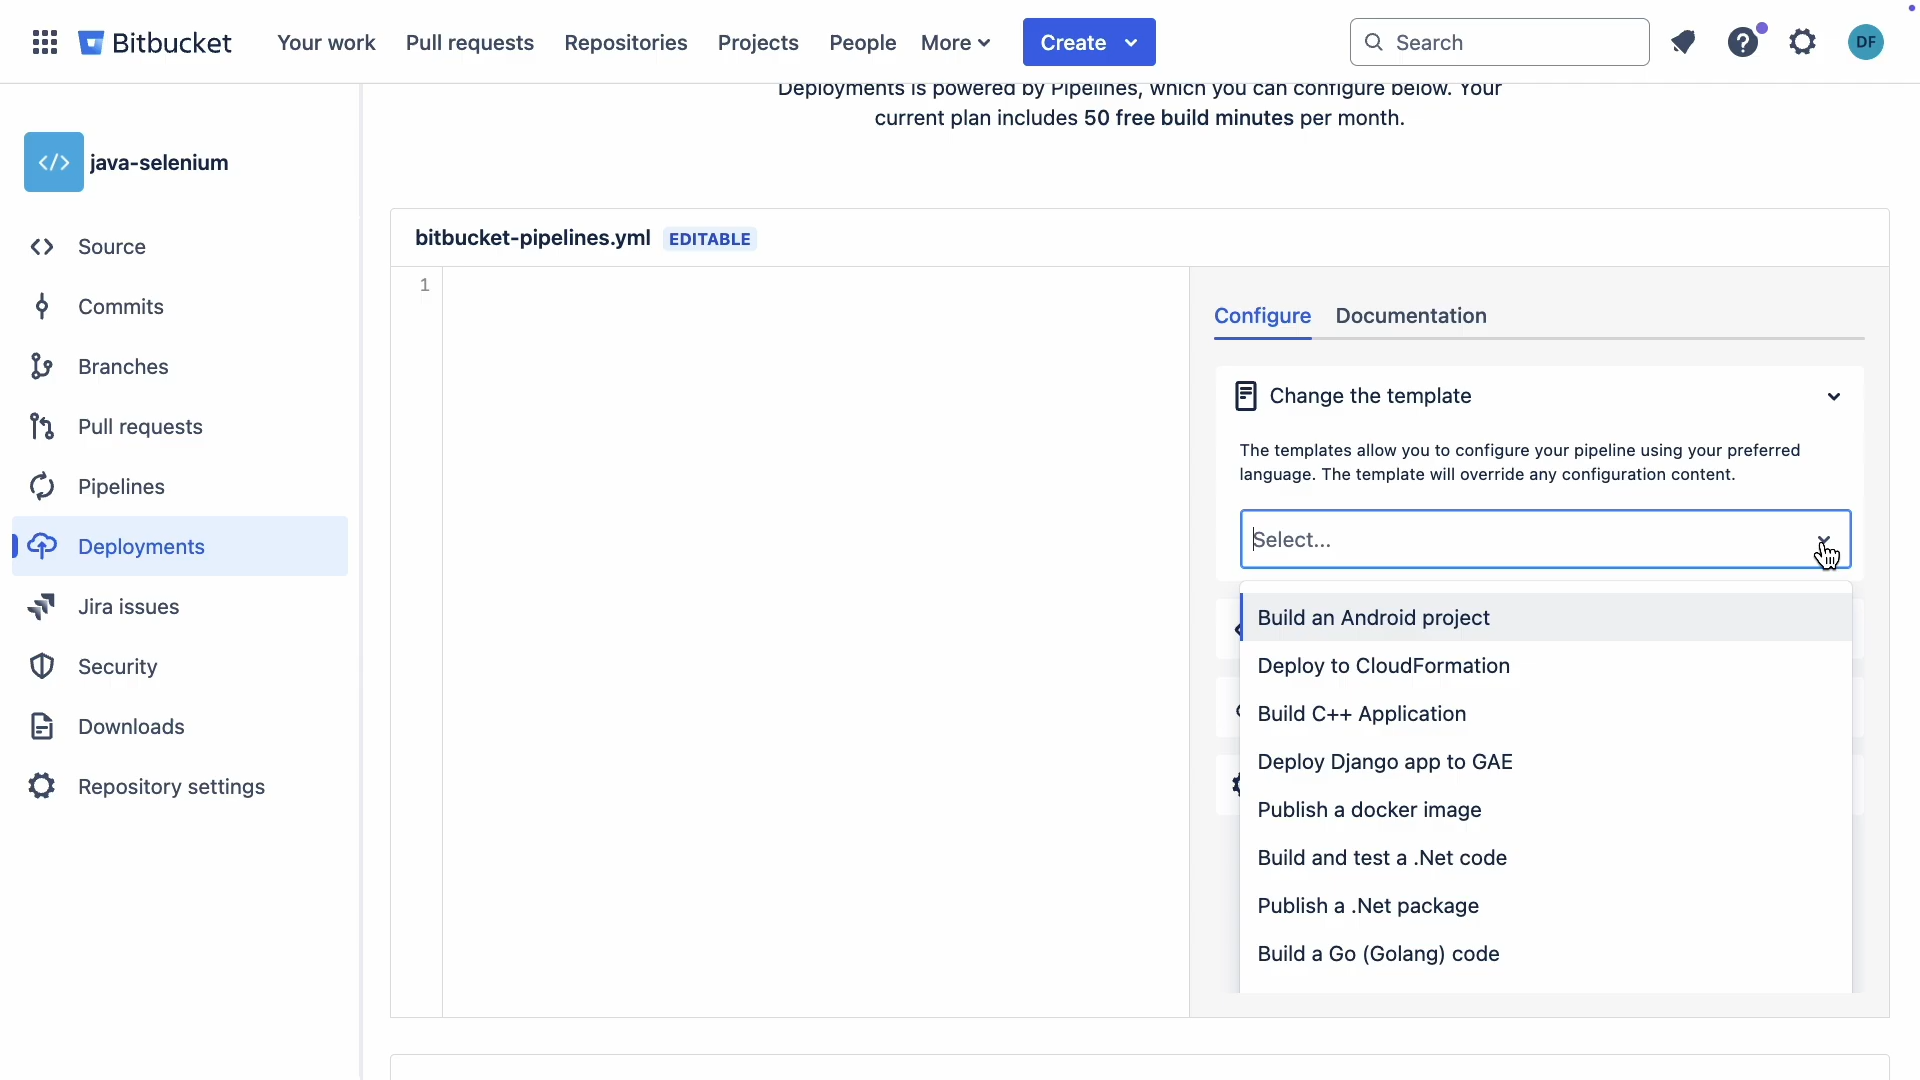 Bitbucket
Your work
Pull requests
Repositories
Projects
People
More
Create
Search
DF
</> java-selenium
Source
Commits
Branches
Pull requests
Pipelines
Deployments
Jira issues
Security
Downloads
Repository settings
Deployments is powered by Pipelines, which you can configure below. Your
current plan includes 50 free build minutes per month.
bitbucket-pipelines.yml EDITABLE
1
Configure
Documentation
Change the template
The templates allow you to configure your pipeline using your preferred
language. The template will override any configuration content.
Select...
Build an Android project
Deploy to CloudFormation
Build C++ Application
Deploy Django app to GAE
Publish a docker image
Build and test a .Net code
Publish a .Net package
Build a Go (Golang) code